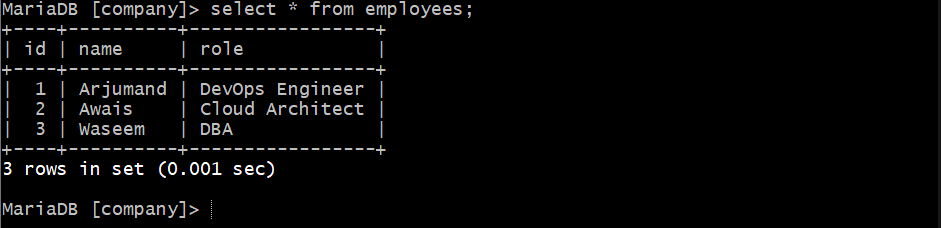 MariaDB [company]> select * from employees;
+----+----------+-----------------+
| id | name     | role            |
+----+----------+-----------------+
|  1 | Arjumand | DevOps Engineer |
|  2 | Awais    | Cloud Architect |
|  3 | Waseem   | DBA             |
+----+----------+-----------------+
3 rows in set (0.001 sec)
MariaDB [company]>